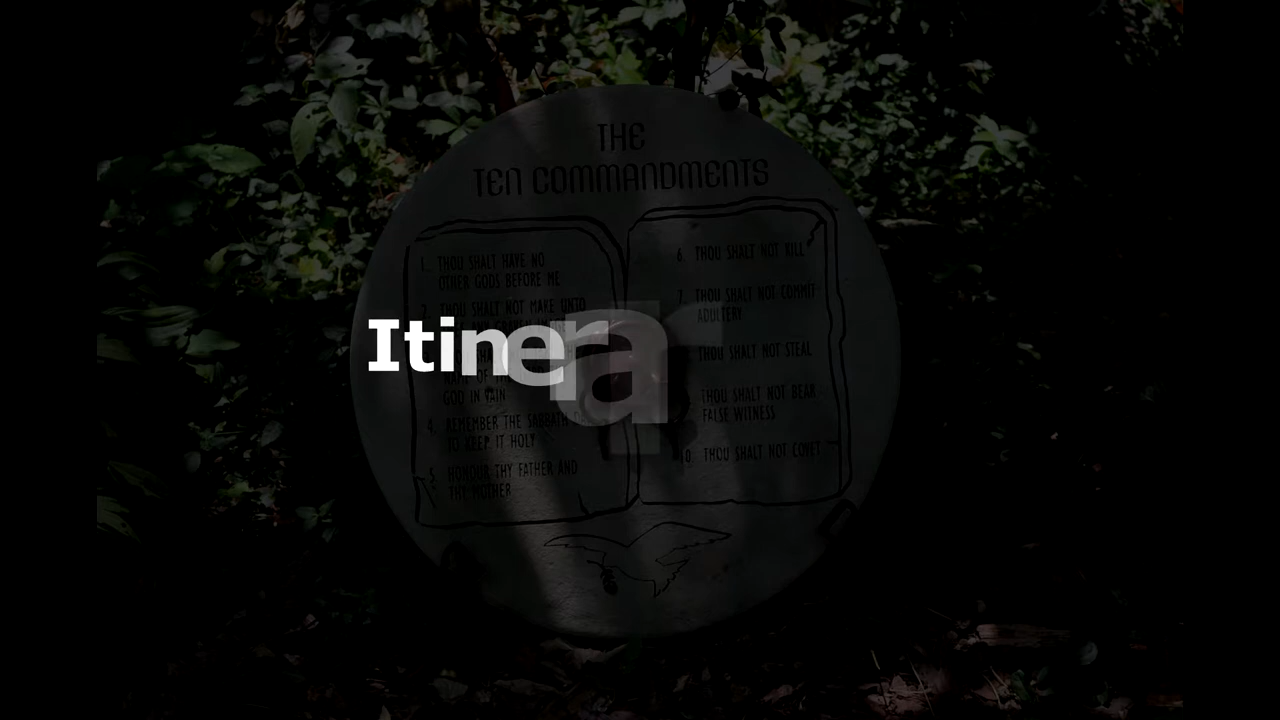 THE
TEN COMMANDMENTS
1. THOU SHALT HAVE NO
OTHER GODS BEFORE ME
2. THOU SHALT NOT MAKE UNTO
GOD IN VAIN
4. REMEMBER THE SABBATH
TO KEEP IT HOLY
5. HONOUR THY FATHER AND
THY MOTHER
6. THOU SHALT NOT KILL
7. THOU SHALT NOT COMMIT
ADULTERY
THOU SHALT NOT STEAL
THOU SHALT NOT BEAR
FALSE WITNESS
10. THOU SHALT NOT COVET
Itinera